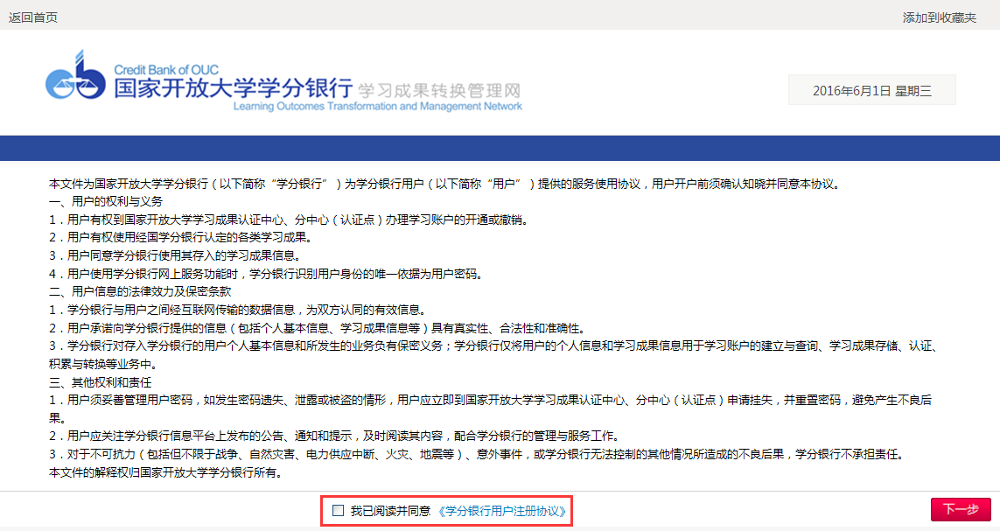 返回首页 添加到收藏夹
Credit Bank of OUC
国家开放大学学分银行 学习成果转换管理网
Learning Outcomes Transformation and Management Network
2016年6月1日 星期三
本文件为国家开放大学学分银行（以下简称“学分银行”）为学分银行用户（以下简称“用户”）提供的服务使用协议，用户开户前须确认知晓并同意本协议。
一、用户的权利与义务
1．用户有权到国家开放大学学习成果认证中心、分中心（认证点）办理学习账户的开通或撤销。
2．用户有权使用经国学分银行认定的各类学习成果。
3．用户同意学分银行使用其存入的学习成果信息。
4．用户使用学分银行网上服务功能时，学分银行识别用户身份的唯一依据为用户密码。
二、用户信息的法律效力及保密条款
1．学分银行与用户之间经互联网传输的数据信息，为双方认同的有效信息。
2．用户承诺向学分银行提供的信息（包括个人基本信息、学习成果信息等）具有真实性、合法性和准确性。
3．学分银行对存入学分银行的用户个人基本信息和所发生的业务负有保密义务；学分银行仅将用户的个人信息和学习成果信息用于学习账户的建立与查询、学习成果存储、认证、
积累与转换等业务中。
三、其他权利和责任
1．用户须妥善管理用户密码，如发生密码遗失、泄露或被盗的情形，用户应立即到国家开放大学学习成果认证中心、分中心（认证点）申请挂失，并重置密码，避免产生不良后
果。
2．用户应关注学分银行信息平台上发布的公告、通知和提示，及时阅读其内容，配合学分银行的管理与服务工作。
3．对于不可抗力（包括但不限于战争、自然灾害、电力供应中断、火灾、地震等）、意外事件，或学分银行无法控制的其他情况所造成的不良后果，学分银行不承担责任。
本文件的解释权归国家开放大学学分银行所有。
我已阅读并同意 《学分银行用户注册协议》 下一步